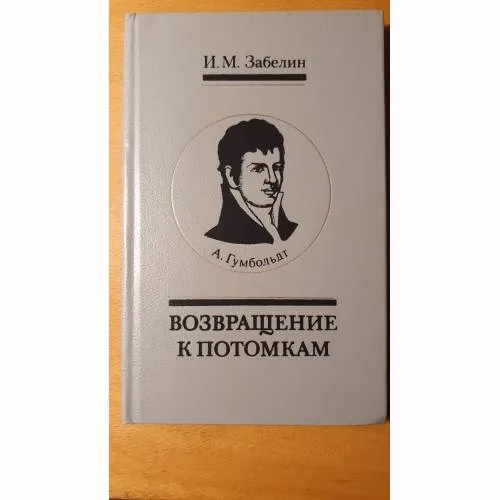 И. М. Забелин
А. Гумбольдт
ВОЗВРАЩЕНИЕ
К ПОТОМКАМ